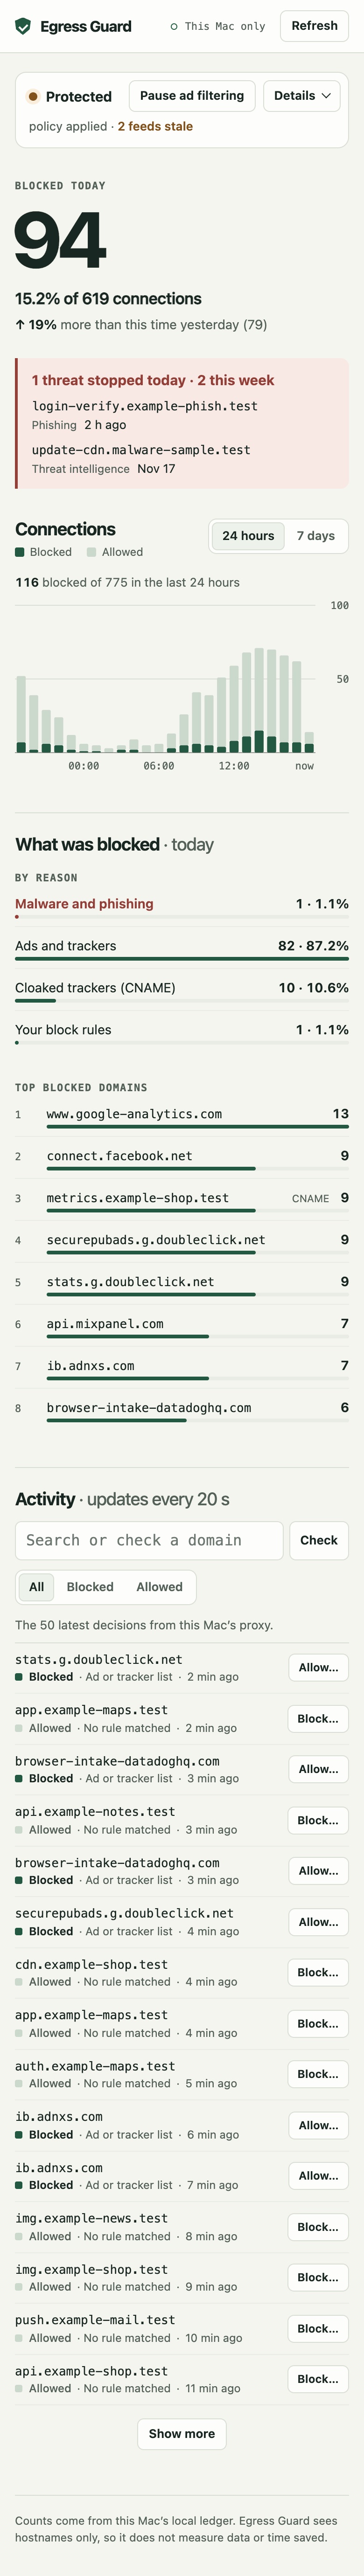 Egress Guard
This Mac only
Refresh
Protected
Pause ad filtering
Details
policy applied · 2 feeds stale
BLOCKED TODAY
94
15.2% of 619 connections
↑ 19% more than this time yesterday (79)
1 threat stopped today · 2 this week
login-verify.example-phish.test
Phishing 2 h ago
update-cdn.malware-sample.test
Threat intelligence Nov 17
Connections
24 hours 7 days
Blocked Allowed
116 blocked of 775 in the last 24 hours
100
50
00:00 06:00 12:00 now
What was blocked · today
BY REASON
Malware and phishing 1 · 1.1%
Ads and trackers 82 · 87.2%
Cloaked trackers (CNAME) 10 · 10.6%
Your block rules 1 · 1.1%
TOP BLOCKED DOMAINS
1 www.google-analytics.com 13
2 connect.facebook.net 9
3 metrics.example-shop.test CNAME 9
4 securepubads.g.doubleclick.net 9
5 stats.g.doubleclick.net 9
6 api.mixpanel.com 7
7 ib.adnxs.com 7
8 browser-intake-datadoghq.com 6
Activity · updates every 20 s
Search or check a domain Check
All Blocked Allowed
The 50 latest decisions from this Mac's proxy.
stats.g.doubleclick.net
Blocked · Ad or tracker list · 2 min ago
Allow…
app.example-maps.test
Allowed · No rule matched · 2 min ago
Block…
browser-intake-datadoghq.com
Blocked · Ad or tracker list · 3 min ago
Allow…
api.example-notes.test
Allowed · No rule matched · 3 min ago
Block…
browser-intake-datadoghq.com
Blocked · Ad or tracker list · 3 min ago
Allow…
securepubads.g.doubleclick.net
Blocked · Ad or tracker list · 4 min ago
Allow…
cdn.example-shop.test
Allowed · No rule matched · 4 min ago
Block…
app.example-maps.test
Allowed · No rule matched · 4 min ago
Block…
auth.example-maps.test
Allowed · No rule matched · 5 min ago
Block…
ib.adnxs.com
Blocked · Ad or tracker list · 6 min ago
Allow…
ib.adnxs.com
Blocked · Ad or tracker list · 7 min ago
Allow…
img.example-news.test
Allowed · No rule matched · 8 min ago
Block…
img.example-shop.test
Allowed · No rule matched · 9 min ago
Block…
push.example-mail.test
Allowed · No rule matched · 10 min ago
Block…
api.example-shop.test
Allowed · No rule matched · 11 min ago
Block…
Show more
Counts come from this Mac's local ledger. Egress Guard sees
hostnames only, so it does not measure data or time saved.